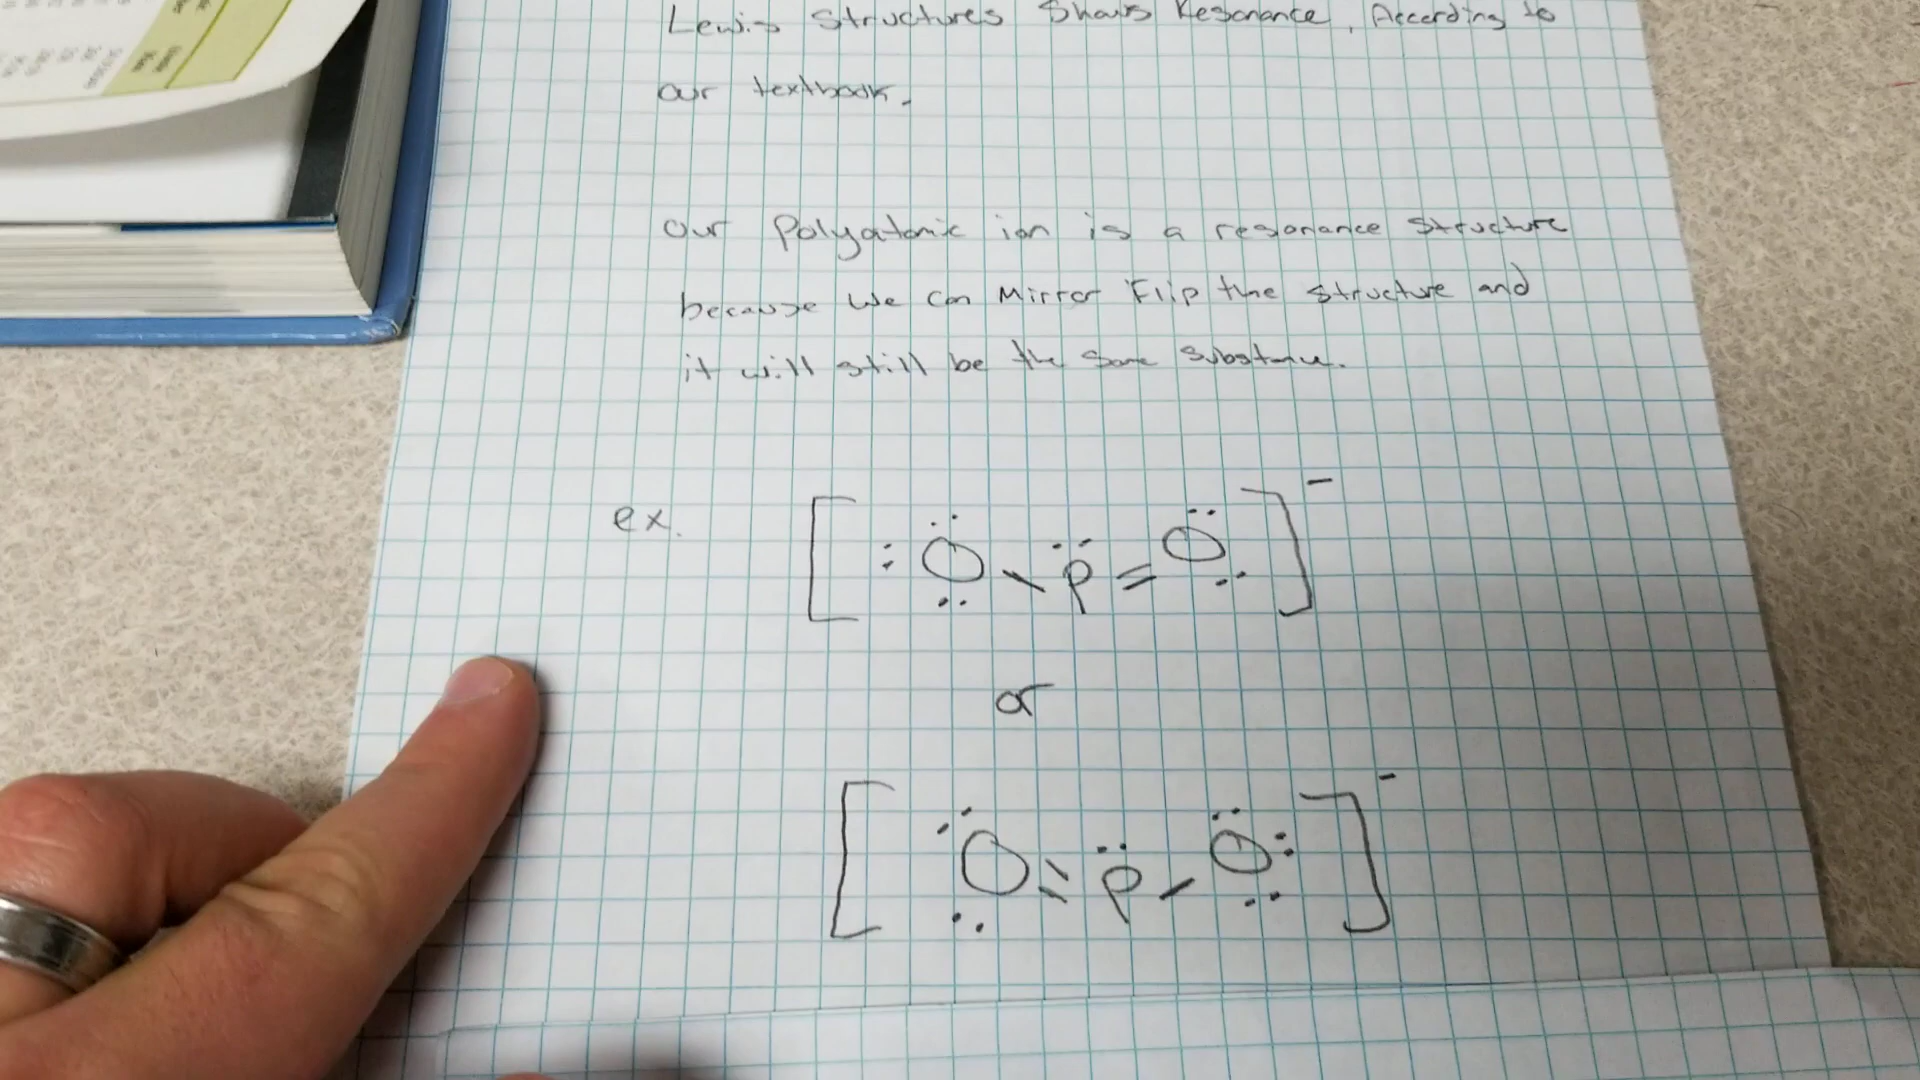 Lewis Structures Shows Resonance, According to
our textbook.
our Polyatomic ion is a resonance structure
because we can Mirror Flip the structure and
it will still be the same substance.
ex.
[:O-P=O]-
or
[O=P-O:]-